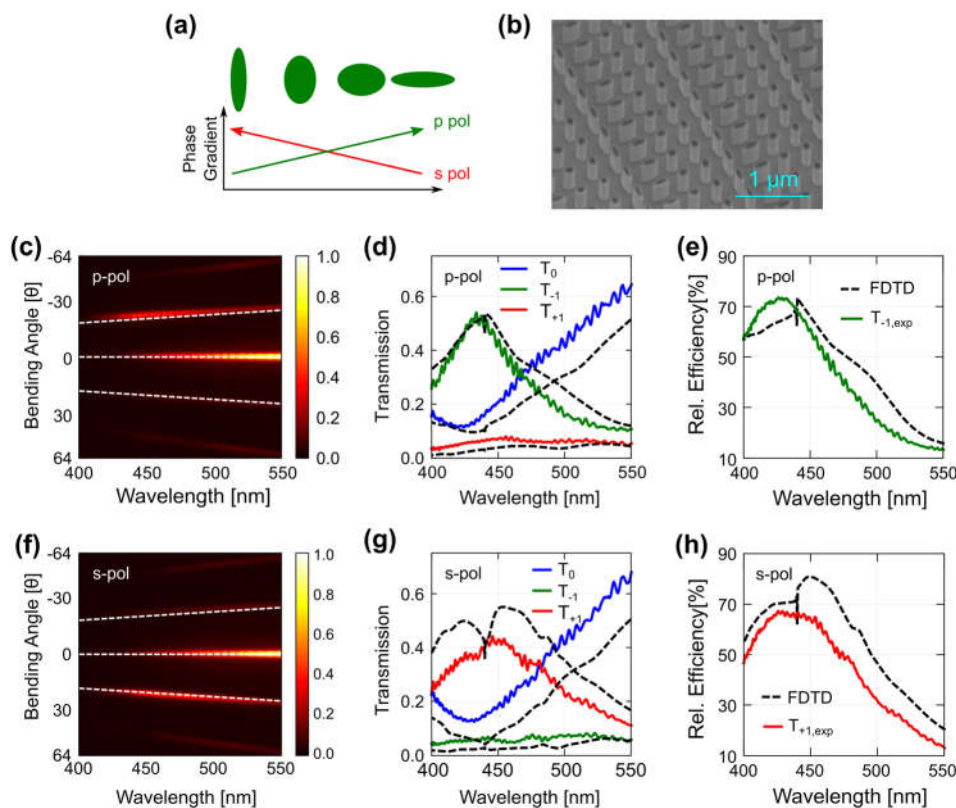 (a)
p pol
s pol
Phase
Gradient
(b)
1 μm
(c)
p-pol
Bending Angle [θ]
-64
-30
0
30
64
400
450
500
550
Wavelength [nm]
1.0
0.8
0.6
0.4
0.2
0.0
(d)
p-pol
T0
T-1
T+1
Transmission
0.6
0.4
0.2
0.0
400
450
500
550
Wavelength [nm]
(e)
p-pol
FDTD
T-1,exp
Rel. Efficiency[%]
90
70
50
30
10
400
450
500
550
Wavelength [nm]
(f)
s-pol
Bending Angle [θ]
-64
-30
0
30
64
400
450
500
550
Wavelength [nm]
1.0
0.8
0.6
0.4
0.2
0.0
(g)
s-pol
T0
T-1
T+1
Transmission
0.6
0.4
0.2
0.0
400
450
500
550
Wavelength [nm]
(h)
s-pol
FDTD
T+1,exp
Rel. Efficiency[%]
90
70
50
30
10
400
450
500
550
Wavelength [nm]